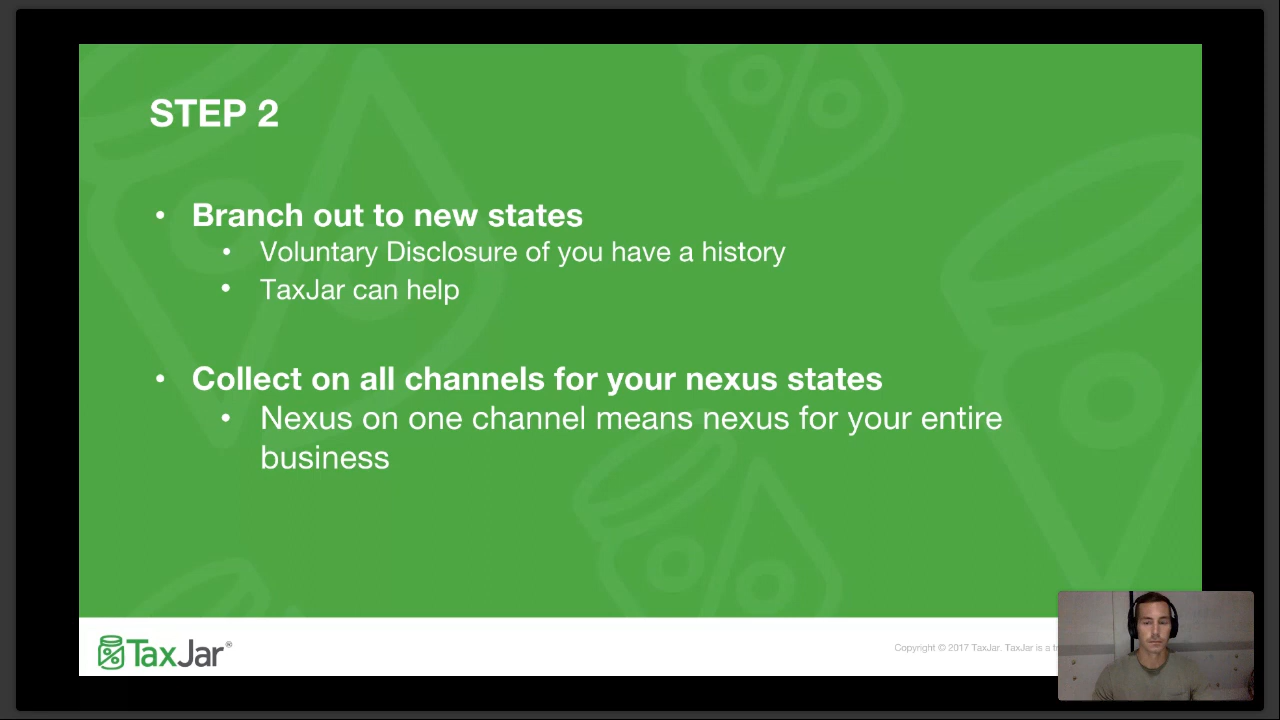 STEP 2
• Branch out to new states
• Voluntary Disclosure of you have a history
• TaxJar can help
• Collect on all channels for your nexus states
• Nexus on one channel means nexus for your entire
business
TaxJar®
Copyright © 2017 TaxJar. TaxJar is a